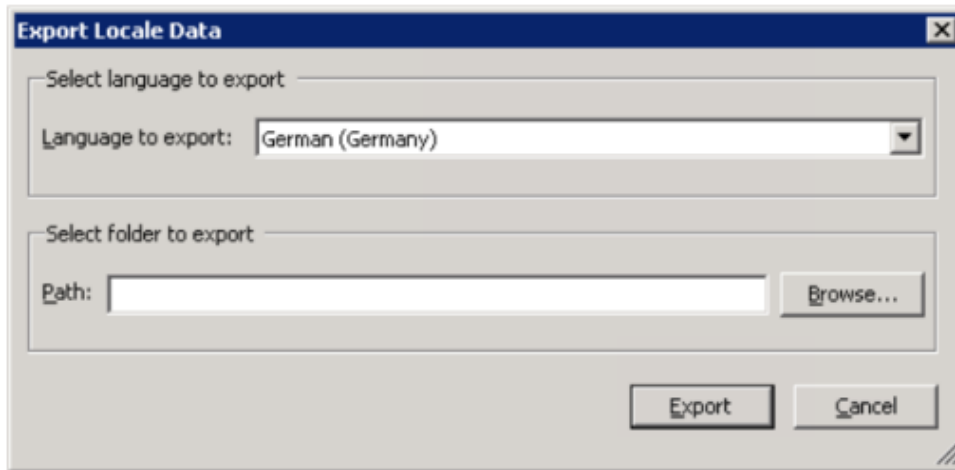 Export Locale Data
Select language to export
Language to export: German (Germany)
Select folder to export
Path: Browse...
Export Cancel